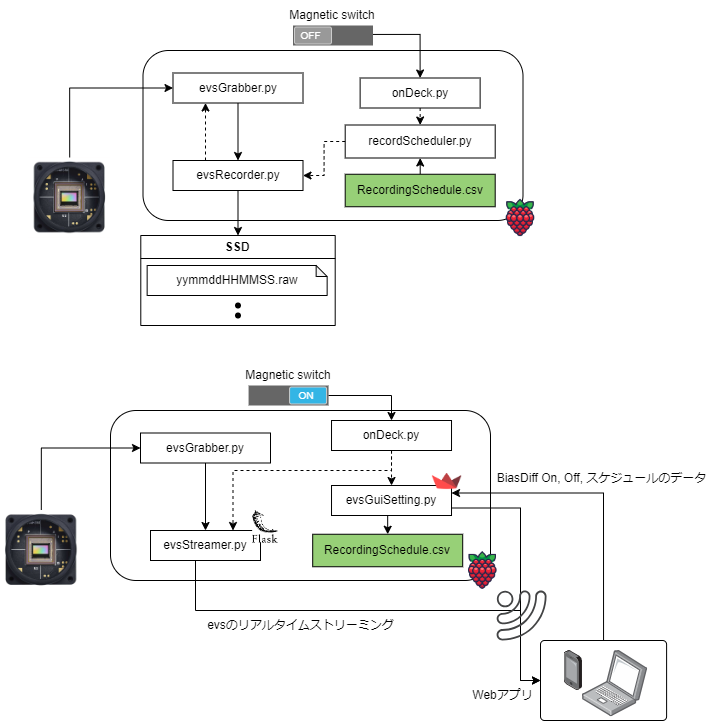 Magnetic switch
OFF
evsGrabber.py
onDeck.py
recordScheduler.py
evsRecorder.py
RecordingSchedule.csv
SSD
yymmddHHMMSS.raw
Magnetic switch
ON
evsGrabber.py
onDeck.py
BiasDiff On, Off, スケジュールのデータ
evsGuiSetting.py
evsStreamer.py
Flask
RecordingSchedule.csv
evsのリアルタイムストリーミング
Webアプリ